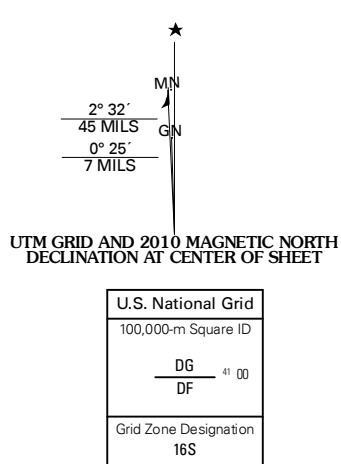 ★
MN
2° 32´
45 MILS
GN
0° 25´
7 MILS
UTM GRID AND 2010 MAGNETIC NORTH
DECLINATION AT CENTER OF SHEET
U.S. National Grid
100,000-m Square ID
DG
41 00
DF
Grid Zone Designation
16S